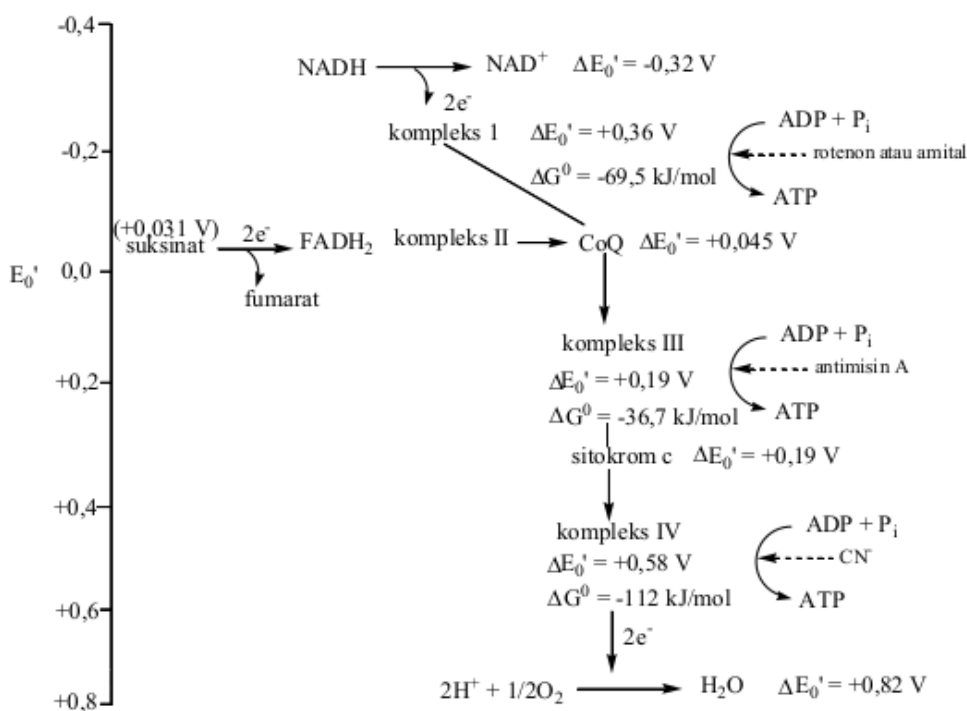 -0,4
NADH
NAD⁺
ΔE₀' = -0,32 V
2e⁻
kompleks 1
ΔE₀' = +0,36 V
ADP + Pᵢ
-0,2
rotenon atau amital
ΔG⁰ = -69,5 kJ/mol
ATP
(+0,031 V)
suksinat
2e⁻
FADH₂
kompleks II
CoQ
ΔE₀' = +0,045 V
E₀'
0,0
fumarat
kompleks III
ADP + Pᵢ
+0,2
ΔE₀' = +0,19 V
antimisin A
ΔG⁰ = -36,7 kJ/mol
ATP
sitokrom c
ΔE₀' = +0,19 V
+0,4
kompleks IV
ADP + Pᵢ
ΔE₀' = +0,58 V
CN⁻
+0,6
ΔG⁰ = -112 kJ/mol
ATP
2e⁻
2H⁺ + 1/2O₂
H₂O
ΔE₀' = +0,82 V
+0,8